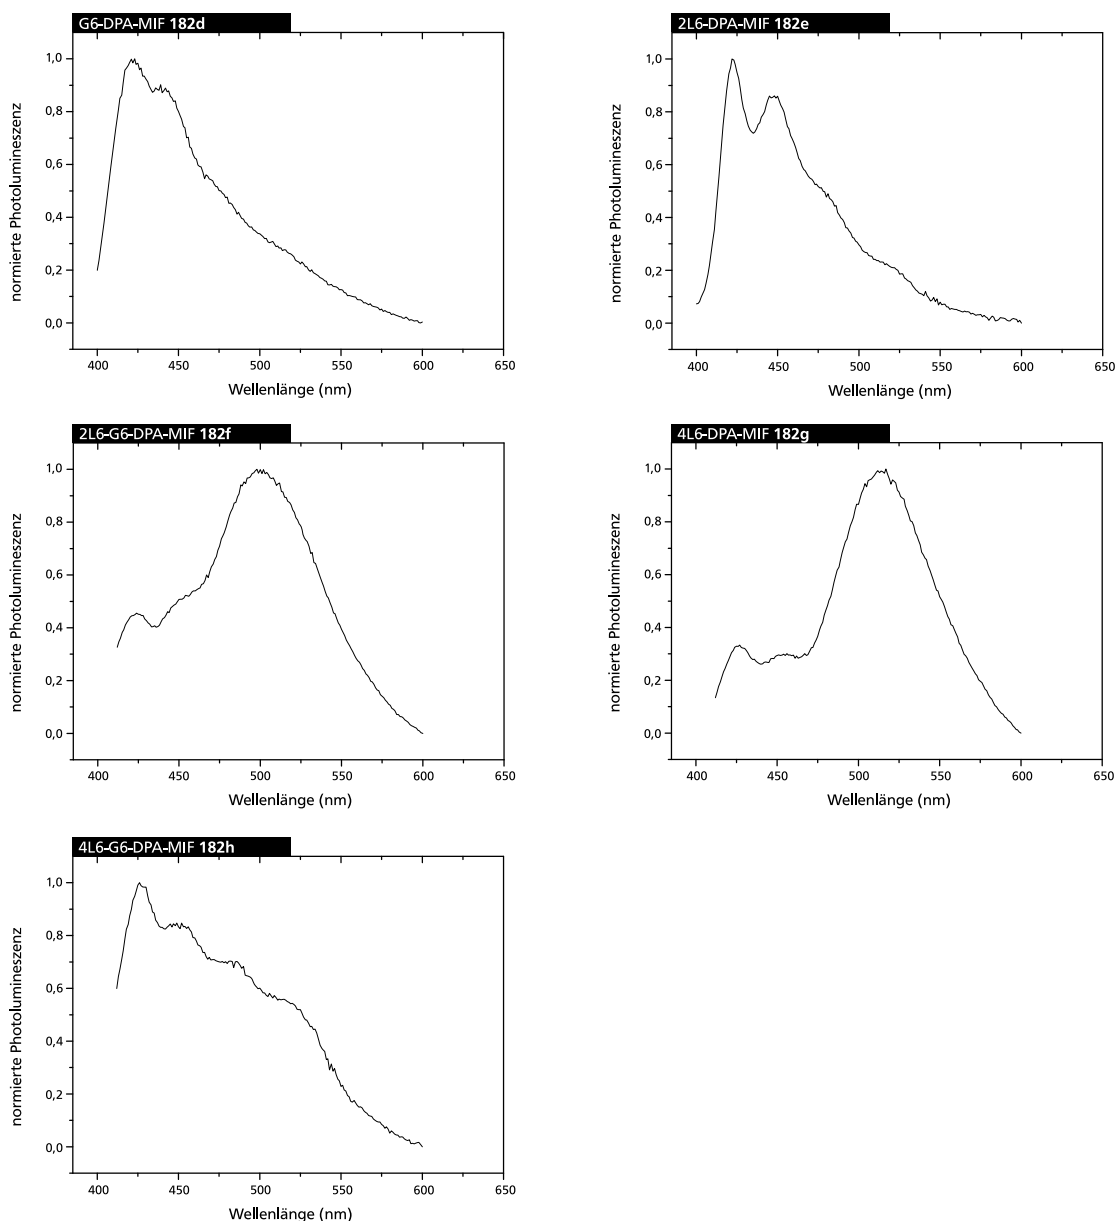 G6-DPA-MIF 182d
normierte Photolumineszenz
1,0
0,8
0,6
0,4
0,2
0,0
400 450 500 550 600 650
Wellenlänge (nm)
2L6-DPA-MIF 182e
normierte Photolumineszenz
1,0
0,8
0,6
0,4
0,2
0,0
400 450 500 550 600 650
Wellenlänge (nm)
2L6-G6-DPA-MIF 182f
normierte Photolumineszenz
1,0
0,8
0,6
0,4
0,2
0,0
400 450 500 550 600 650
Wellenlänge (nm)
4L6-DPA-MIF 182g
normierte Photolumineszenz
1,0
0,8
0,6
0,4
0,2
0,0
400 450 500 550 600 650
Wellenlänge (nm)
4L6-G6-DPA-MIF 182h
normierte Photolumineszenz
1,0
0,8
0,6
0,4
0,2
0,0
400 450 500 550 600 650
Wellenlänge (nm)